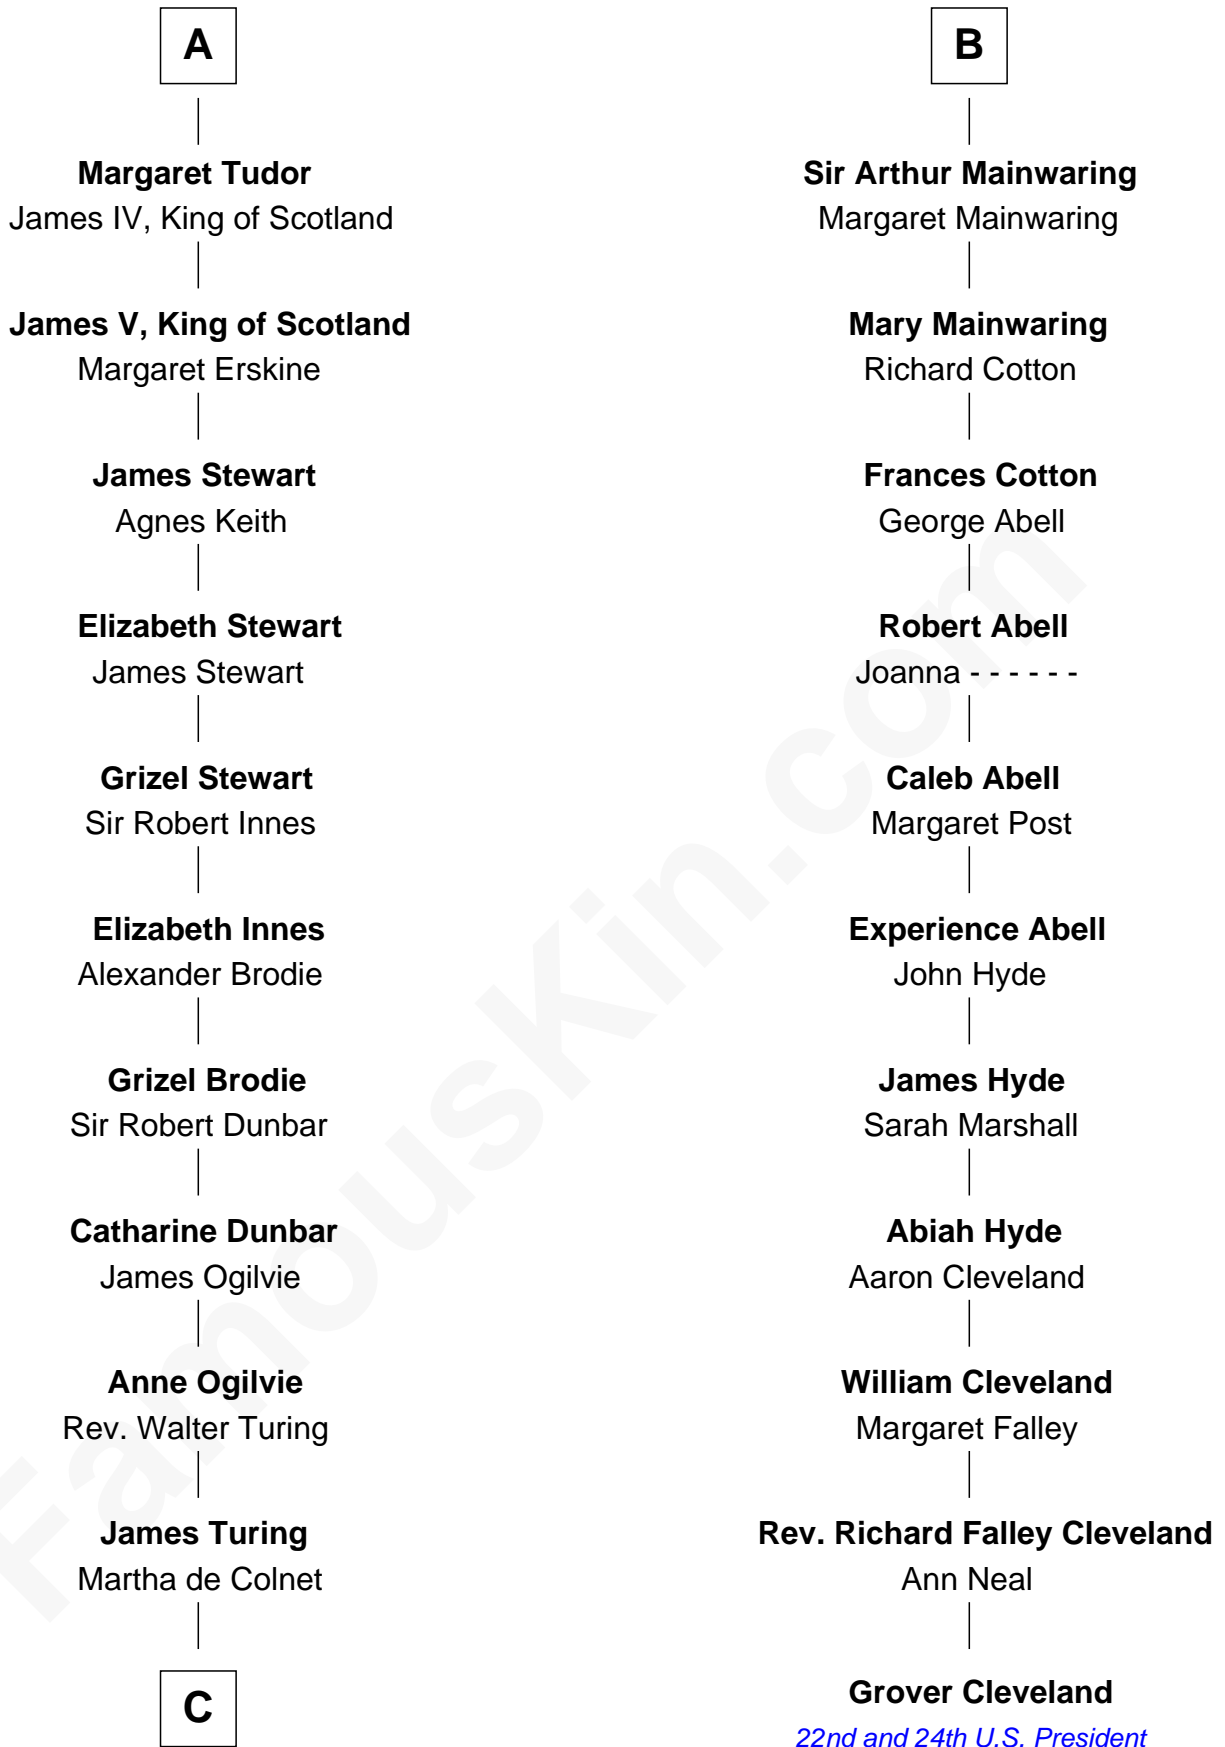 A
Margaret Tudor
James IV, King of Scotland
James V, King of Scotland
Margaret Erskine
James Stewart
Agnes Keith
Elizabeth Stewart
James Stewart
Grizel Stewart
Sir Robert Innes
Elizabeth Innes
Alexander Brodie
Grizel Brodie
Sir Robert Dunbar
Catharine Dunbar
James Ogilvie
Anne Ogilvie
Rev. Walter Turing
James Turing
Martha de Colnet
C
B
Sir Arthur Mainwaring
Margaret Mainwaring
Mary Mainwaring
Richard Cotton
Frances Cotton
George Abell
Robert Abell
Joanna - - - - - -
Caleb Abell
Margaret Post
Experience Abell
John Hyde
James Hyde
Sarah Marshall
Abiah Hyde
Aaron Cleveland
William Cleveland
Margaret Falley
Rev. Richard Falley Cleveland
Ann Neal
Grover Cleveland
22nd and 24th U.S. President
FamousKin.com